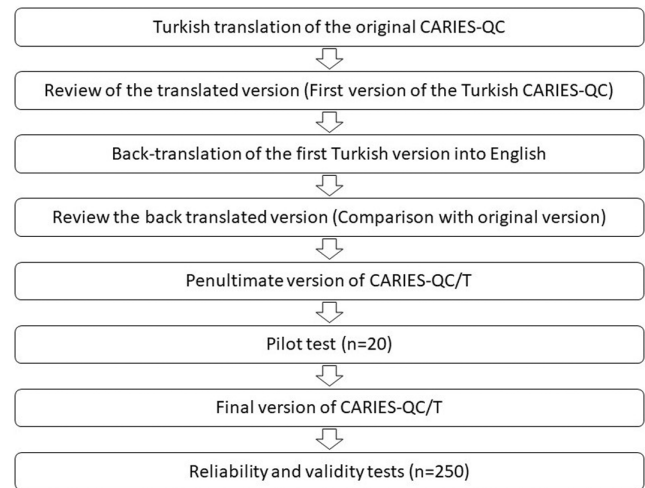 Turkish translation of the original CARIES-QC
Review of the translated version (First version of the Turkish CARIES-QC)
Back-translation of the first Turkish version into English
Review the back translated version (Comparison with original version)
Penultimate version of CARIES-QC/T
Pilot test (n=20)
Final version of CARIES-QC/T
Reliability and validity tests (n=250)